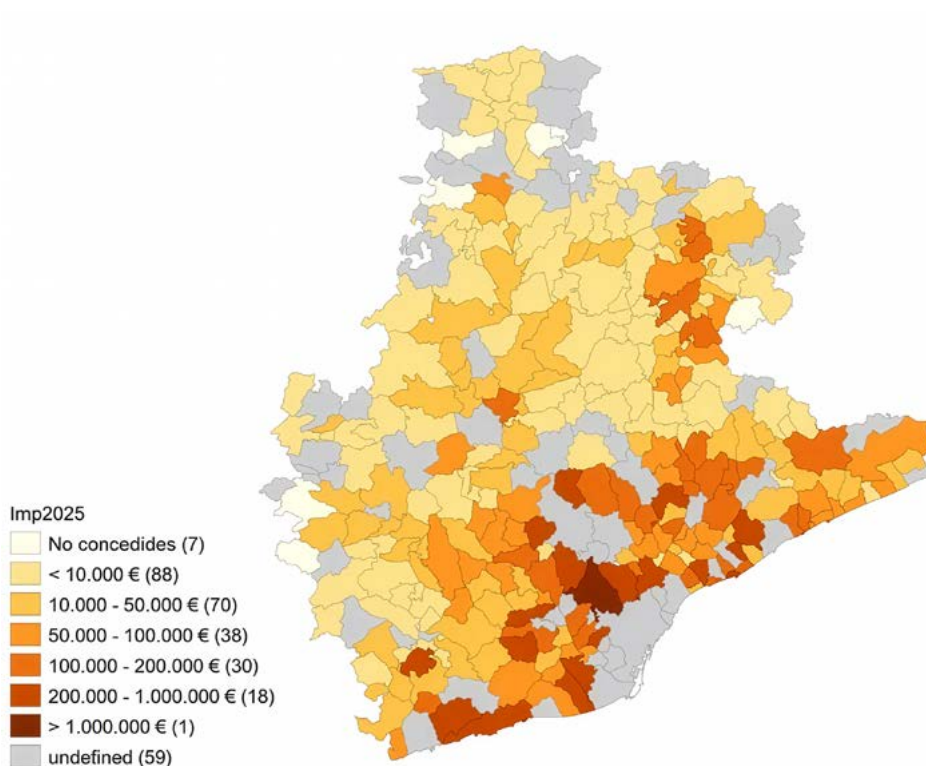 Imp2025
No concedides (7)
< 10.000 € (88)
10.000 - 50.000 € (70)
50.000 - 100.000 € (38)
100.000 - 200.000 € (30)
200.000 - 1.000.000 € (18)
> 1.000.000 € (1)
undefined (59)